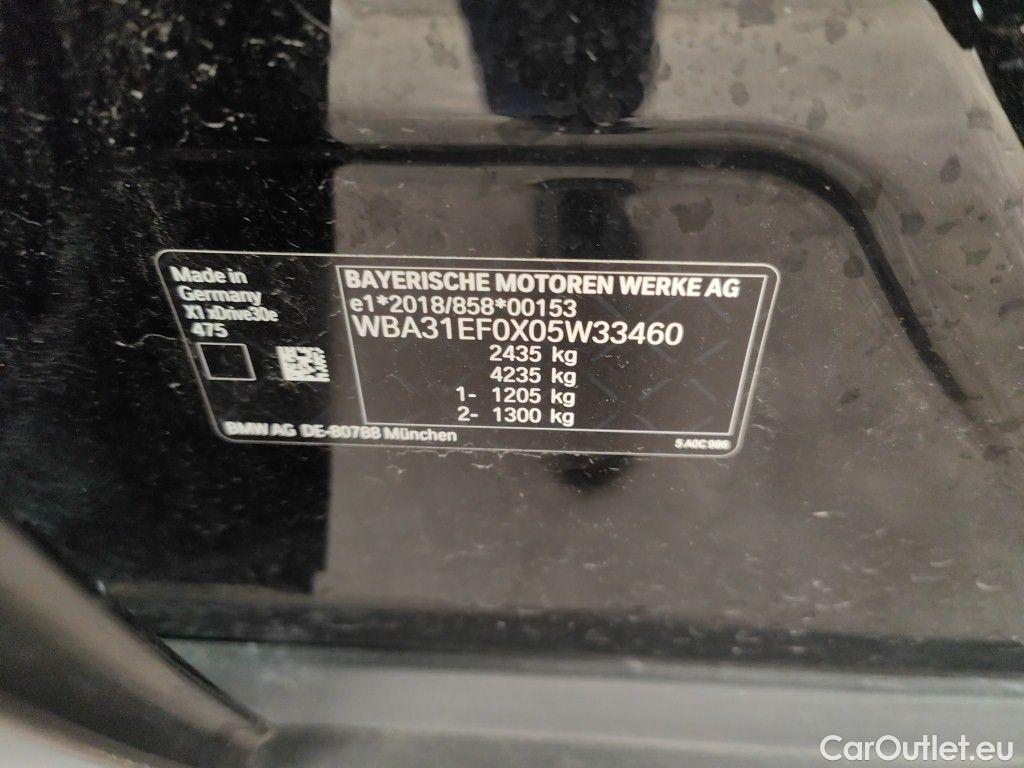 Made in
Germany
X1 xDrive30e
475
BAYERISCHE MOTOREN WERKE AG
e1*2018/858*00153
WBA31EF0X05W33460
2435 kg
4235 kg
1- 1205 kg
2- 1300 kg
BMW AG DE-80788 München
5 A0C 986
CarOutlet.eu